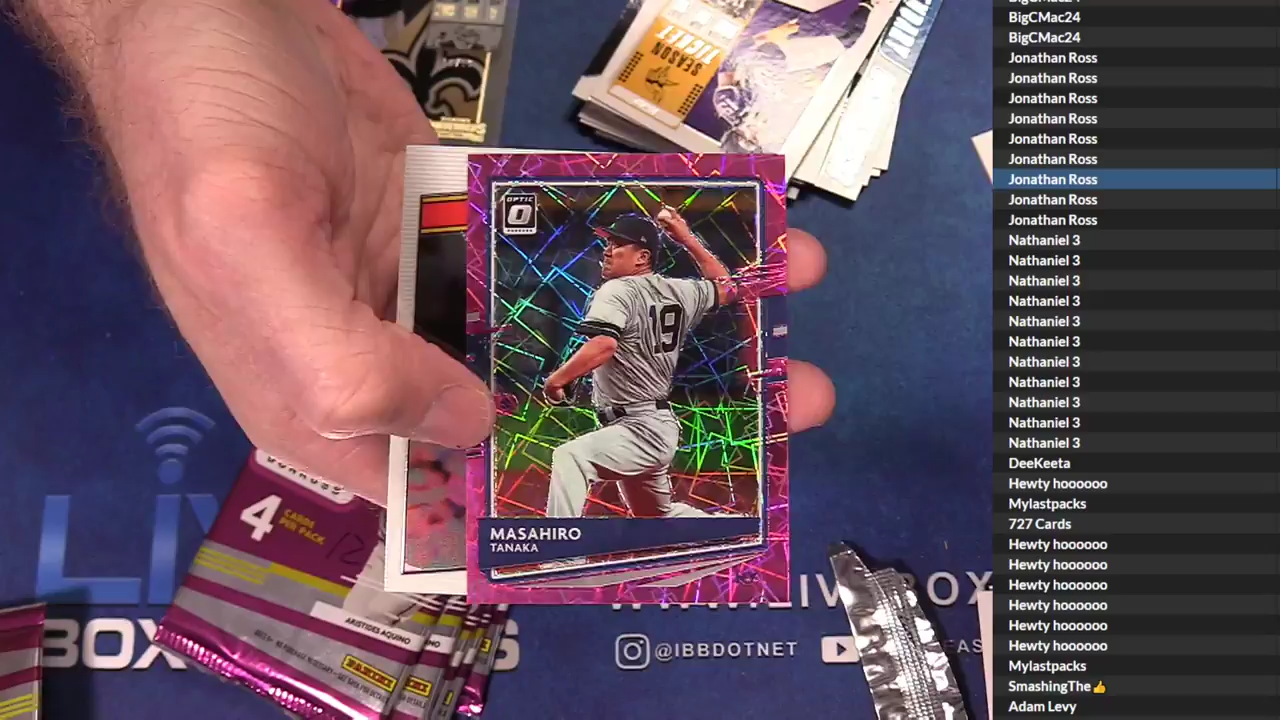 BigCMac24
BigCMac24
Jonathan Ross
Jonathan Ross
Jonathan Ross
Jonathan Ross
Jonathan Ross
Jonathan Ross
Jonathan Ross
Jonathan Ross
Jonathan Ross
Nathaniel 3
Nathaniel 3
Nathaniel 3
Nathaniel 3
Nathaniel 3
Nathaniel 3
Nathaniel 3
Nathaniel 3
Nathaniel 3
Nathaniel 3
Nathaniel 3
DeeKeeta
Hewty hoooooo
Mylastpacks
727 Cards
Hewty hoooooo
Hewty hoooooo
Hewty hoooooo
Hewty hoooooo
Hewty hoooooo
Hewty hoooooo
Mylastpacks
SmashingThe👍
Adam Levy
SEASON
TICKET
OPTIC
O
19
MASAHIRO
TANAKA
4
CARDS
PER PACK
12
ARISTIDES AQUINO
LIV
BOX
@IBBDOTNET